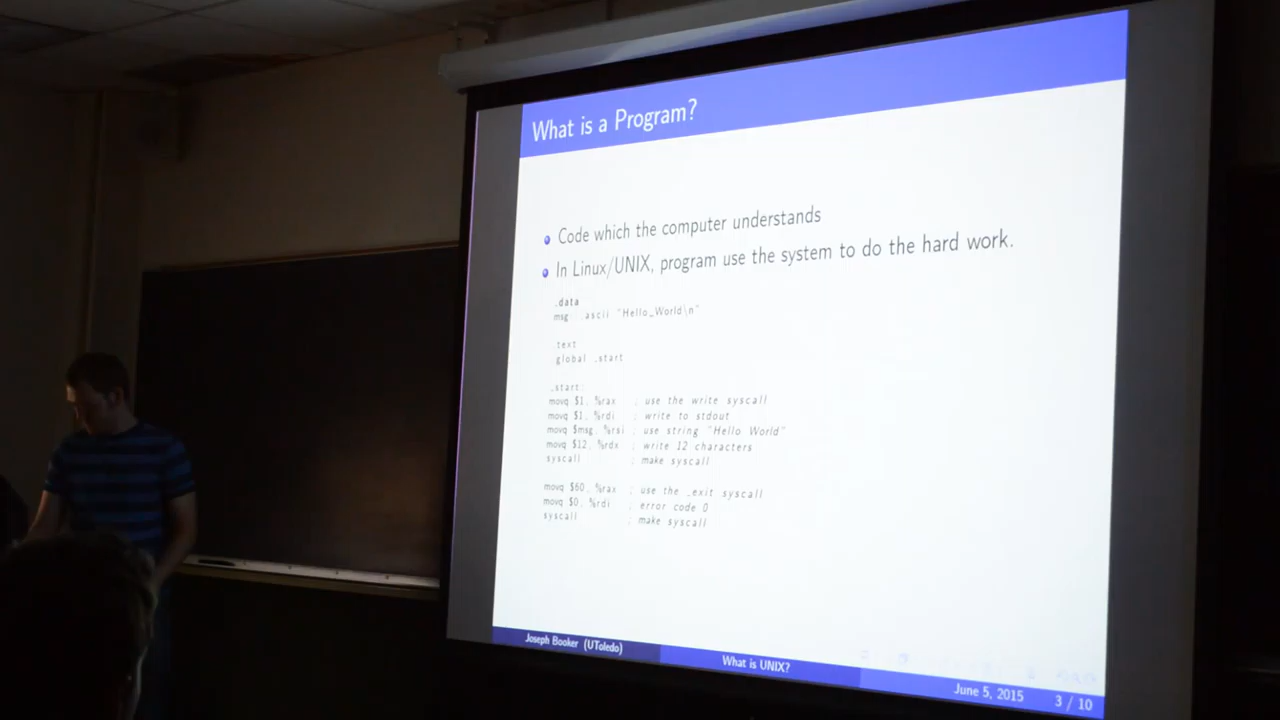 What is a Program?
Code which the computer understands
In Linux/UNIX, program use the system to do the hard work.
.data
msg: .ascii "Hello_World\n"
.text
global _start
_start:
movq $1, %rax ; use the write syscall
movq $1, %rdi ; write to stdout
movq $msg, %rsi ; use string "Hello World"
movq $12, %rdx ; write 12 characters
syscall ; make syscall
movq $60, %rax ; use the _exit syscall
movq $0, %rdi ; error code 0
syscall ; make syscall
Joseph Booker (UToledo)
What is UNIX?
June 5, 2015
3 / 10